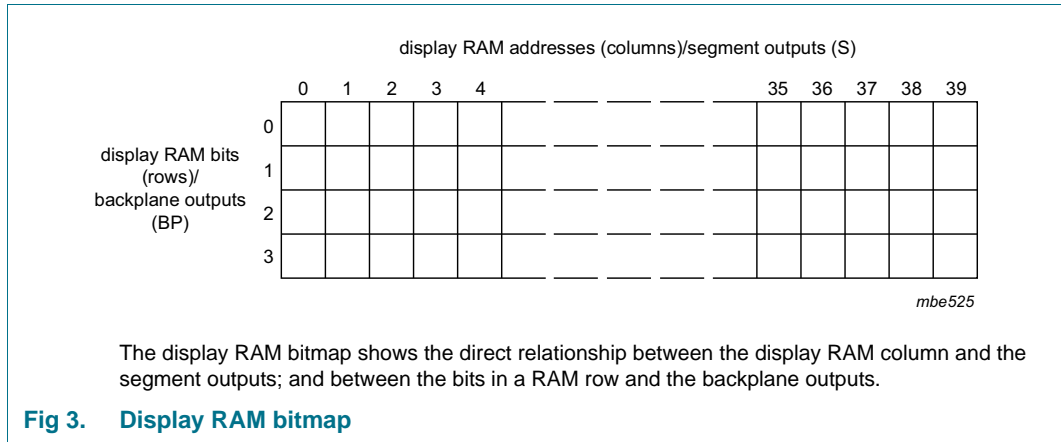 display RAM addresses (columns)/segment outputs (S)
0 1 2 3 4 35 36 37 38 39
0
display RAM bits
1
(rows)/
backplane outputs
2
(BP)
3
mbe525
The display RAM bitmap shows the direct relationship between the display RAM column and the
segment outputs; and between the bits in a RAM row and the backplane outputs.
Fig 3. Display RAM bitmap